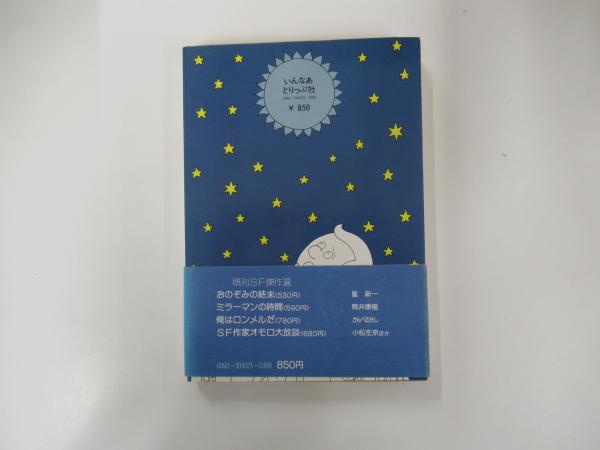 いんなあ
とりっぷ社
¥ 850
既刊SF傑作選
おのぞみの結末(530円) 星 新一
ミラーマンの時間(590円) 筒井康隆
俺はロンメルだ(780円) かんべむさし
SF作家オモロ大放談(680円) 小松左京ほか
0093-303021-0309 850円